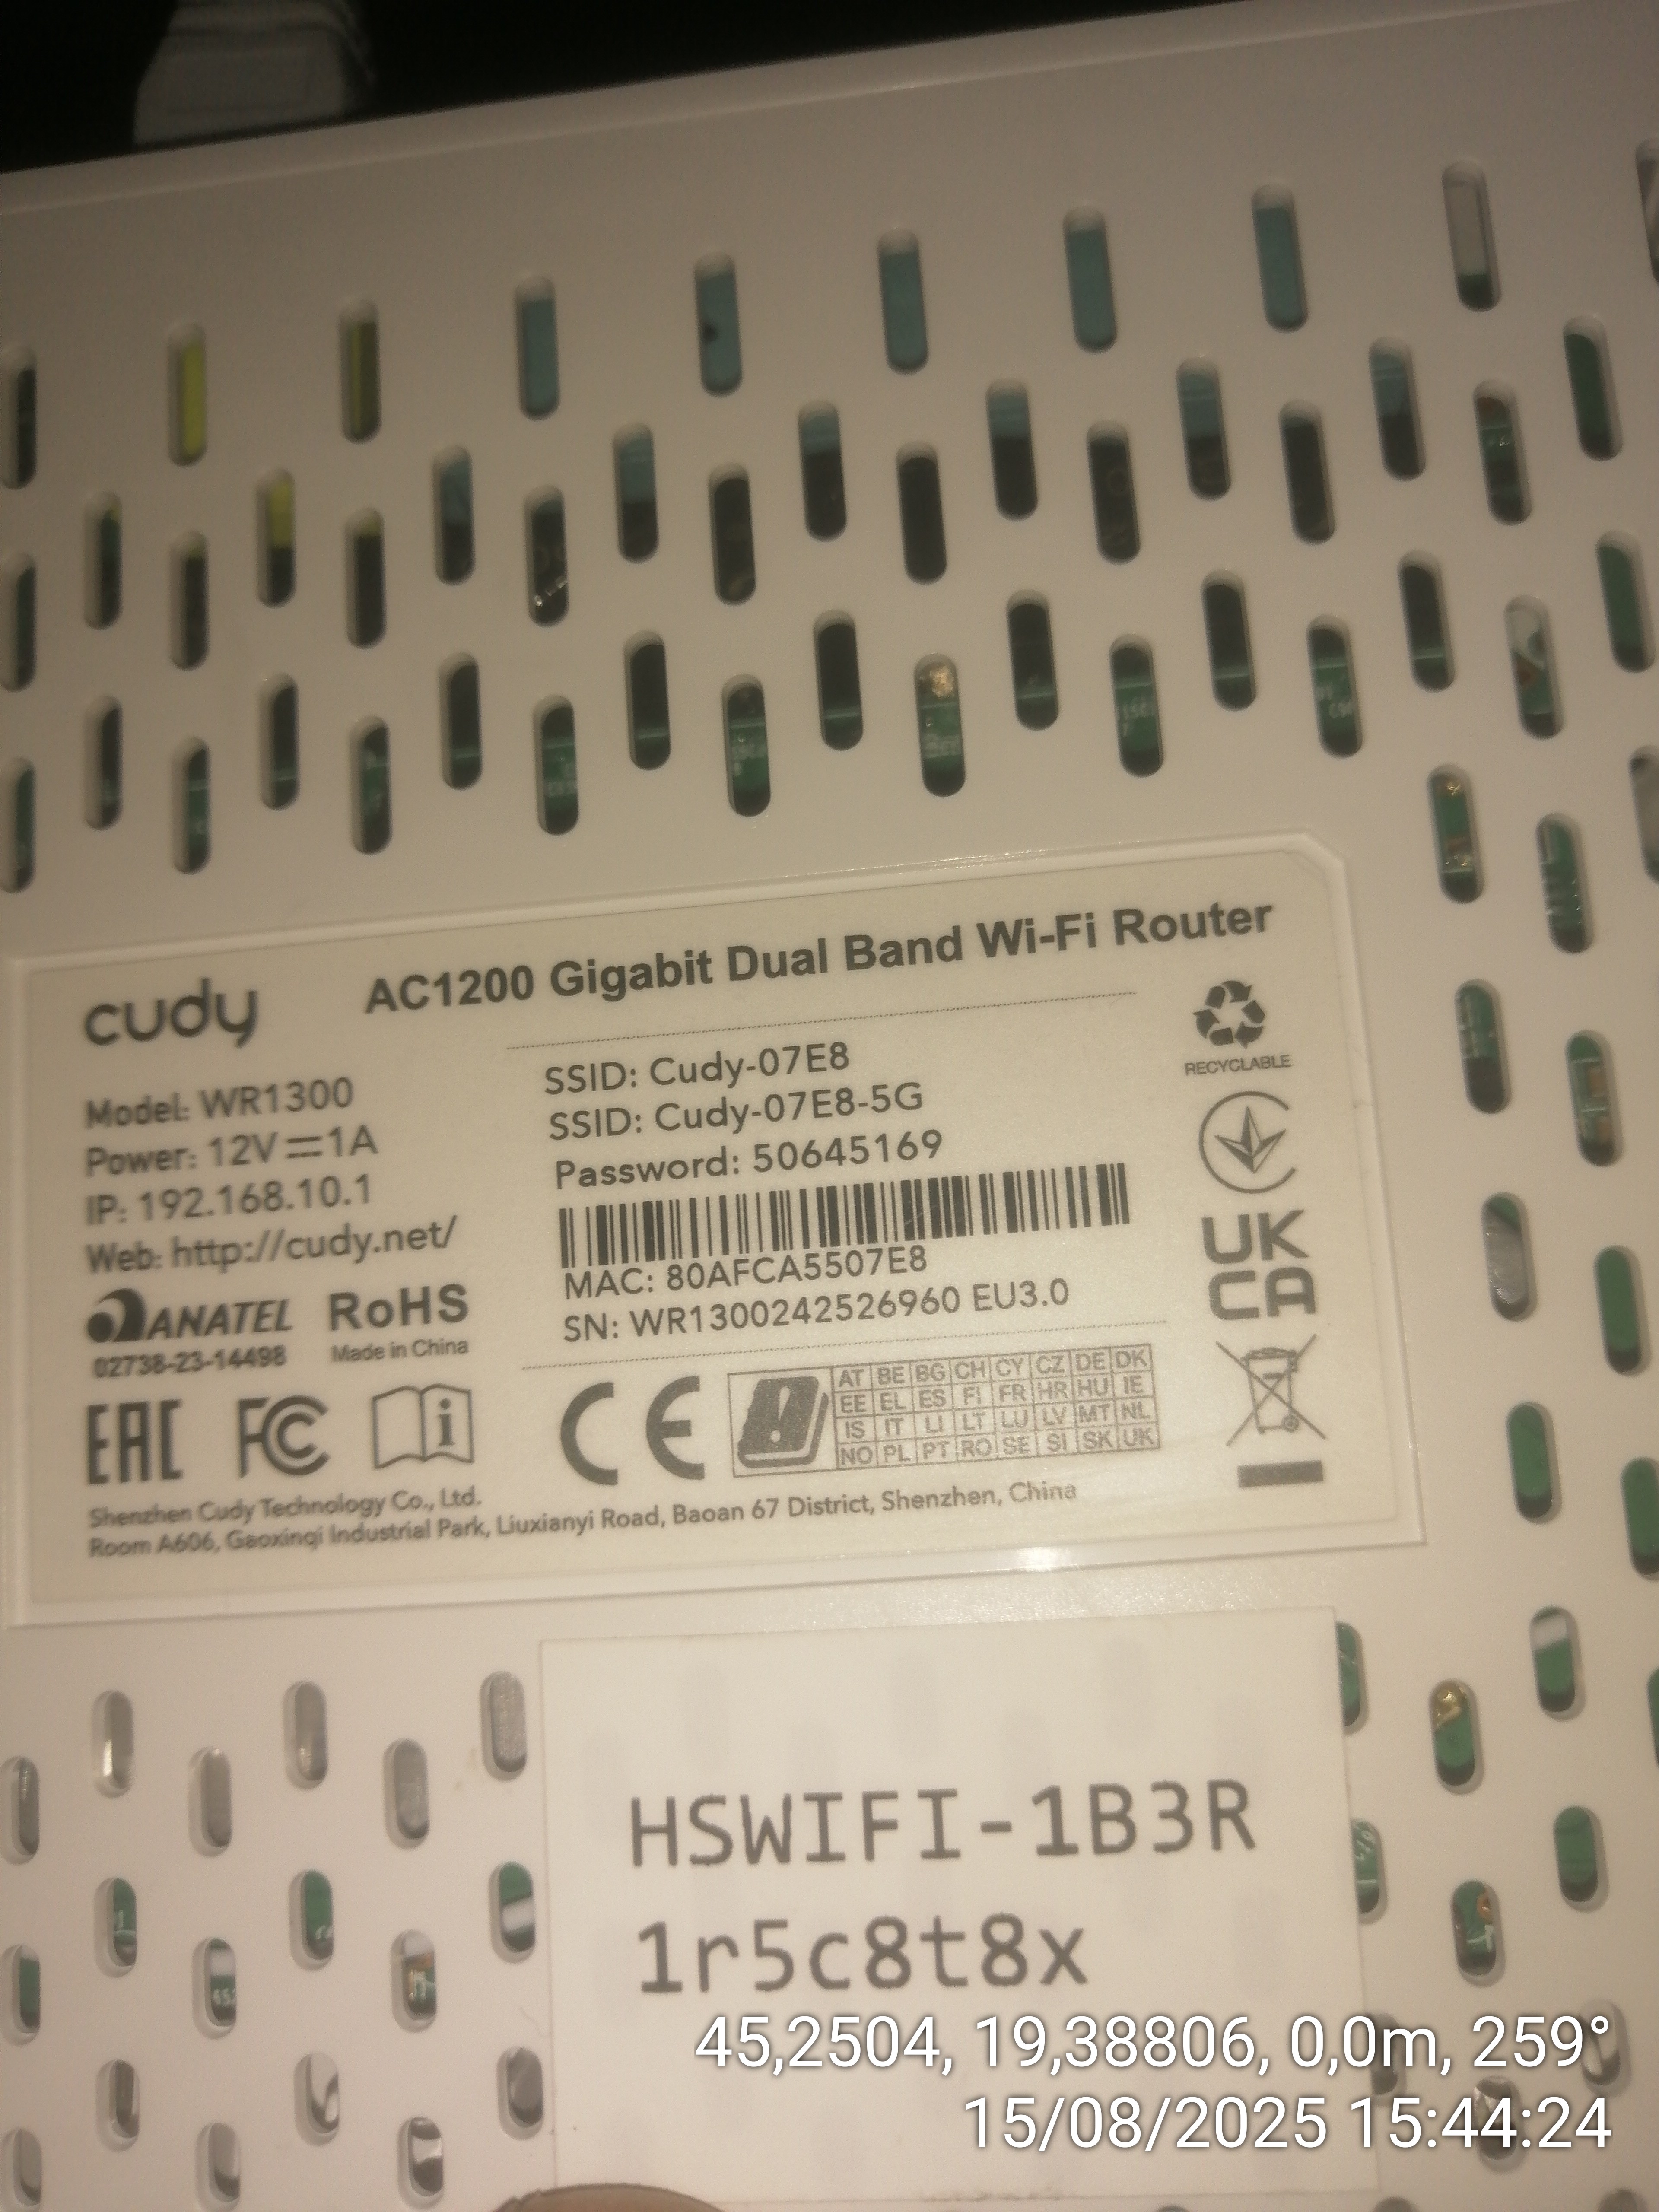 cudy
AC1200 Gigabit Dual Band Wi-Fi Router
Model: WR1300
Power: 12V⎓1A
IP: 192.168.10.1
Web: http://cudy.net/
ANATEL
02738-23-14498
RoHS
Made in China
SSID: Cudy-07E8
SSID: Cudy-07E8-5G
Password: 50645169
MAC: 80AFCA5507E8
SN: WR1300242526960 EU3.0
RECYCLABLE
UK
CA
EAC
FC
i
CE
!
AT BE BG CH CY CZ DE DK
EE EL ES FI FR HR HU IE
IS IT LI LT LU LV MT NL
NO PL PT RO SE SI SK UK
Shenzhen Cudy Technology Co., Ltd.
Room A606, Gaoxinqi Industrial Park, Liuxianyi Road, Baoan 67 District, Shenzhen, China
HSWIFI-1B3R
1r5c8t8x
45,2504, 19,38806, 0,0m, 259°
15/08/2025 15:44:24